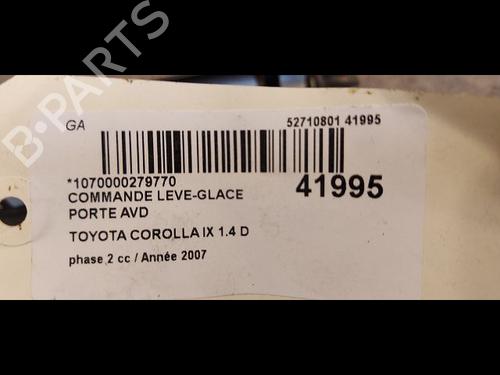 B-PARTS
GA
52710801 41995
*1070000279770
41995
COMMANDE LEVE-GLACE
PORTE AVD
TOYOTA COROLLA IX 1.4 D
phase 2 cc / Année 2007